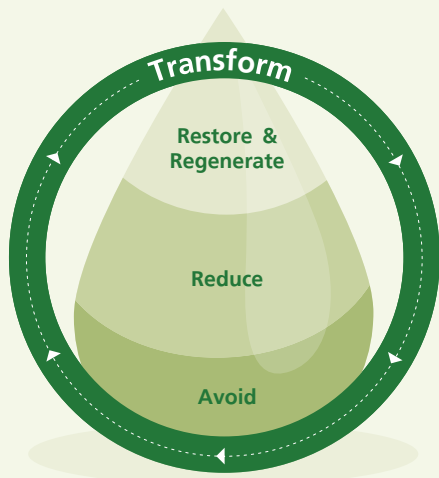 Transform
Restore &
Regenerate
Reduce
Avoid